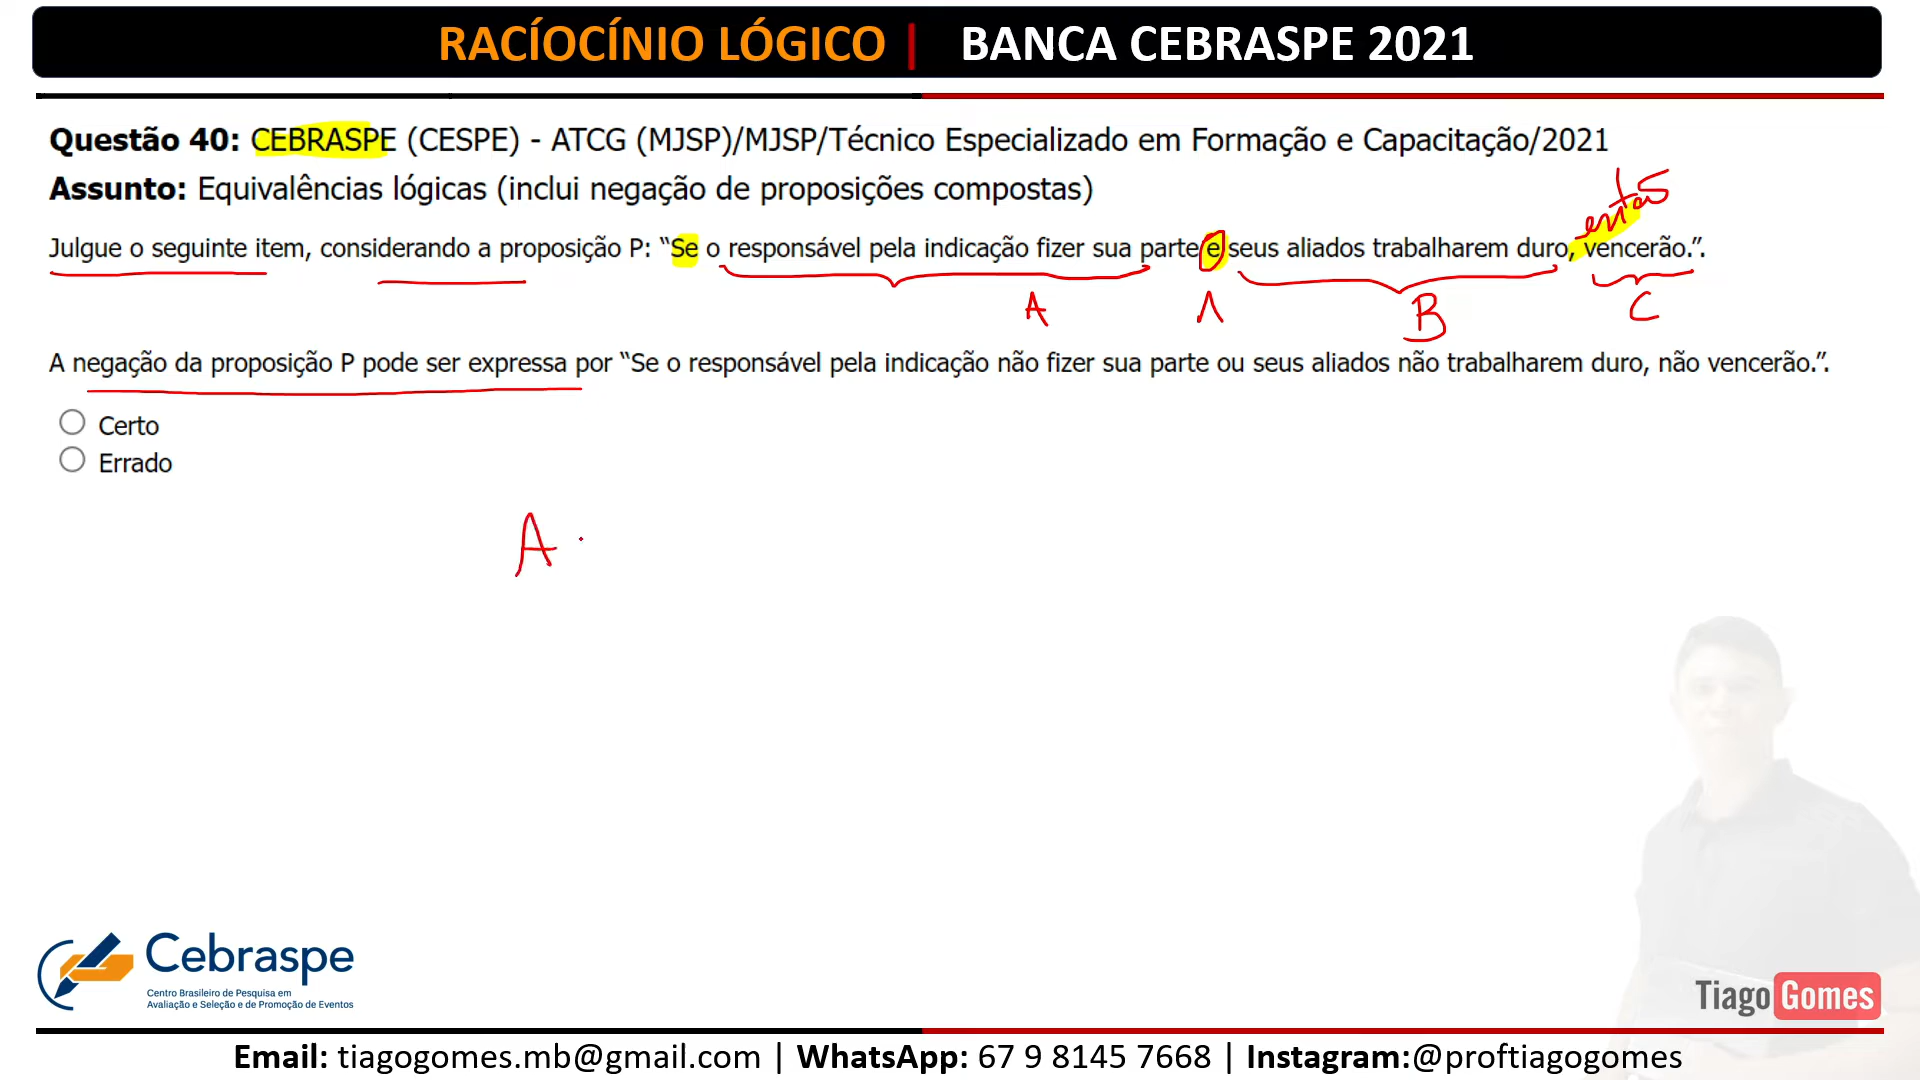 RACÍOCÍNIO LÓGICO | BANCA CEBRASPE 2021
Questão 40: CEBRASPE (CESPE) - ATCG (MJSP)/MJSP/Técnico Especializado em Formação e Capacitação/2021
Assunto: Equivalências lógicas (inclui negação de proposições compostas)
então
Julgue o seguinte item, considerando a proposição P: “Se o responsável pela indicação fizer sua parte e seus aliados trabalharem duro, vencerão.”.
A Λ B C
A negação da proposição P pode ser expressa por “Se o responsável pela indicação não fizer sua parte ou seus aliados não trabalharem duro, não vencerão.”.
Certo
Errado
A
Cebraspe
Centro Brasileiro de Pesquisa em
Avaliação e Seleção e de Promoção de Eventos
Tiago Gomes
Email: tiagogomes.mb@gmail.com | WhatsApp: 67 9 8145 7668 | Instagram:@proftiagogomes